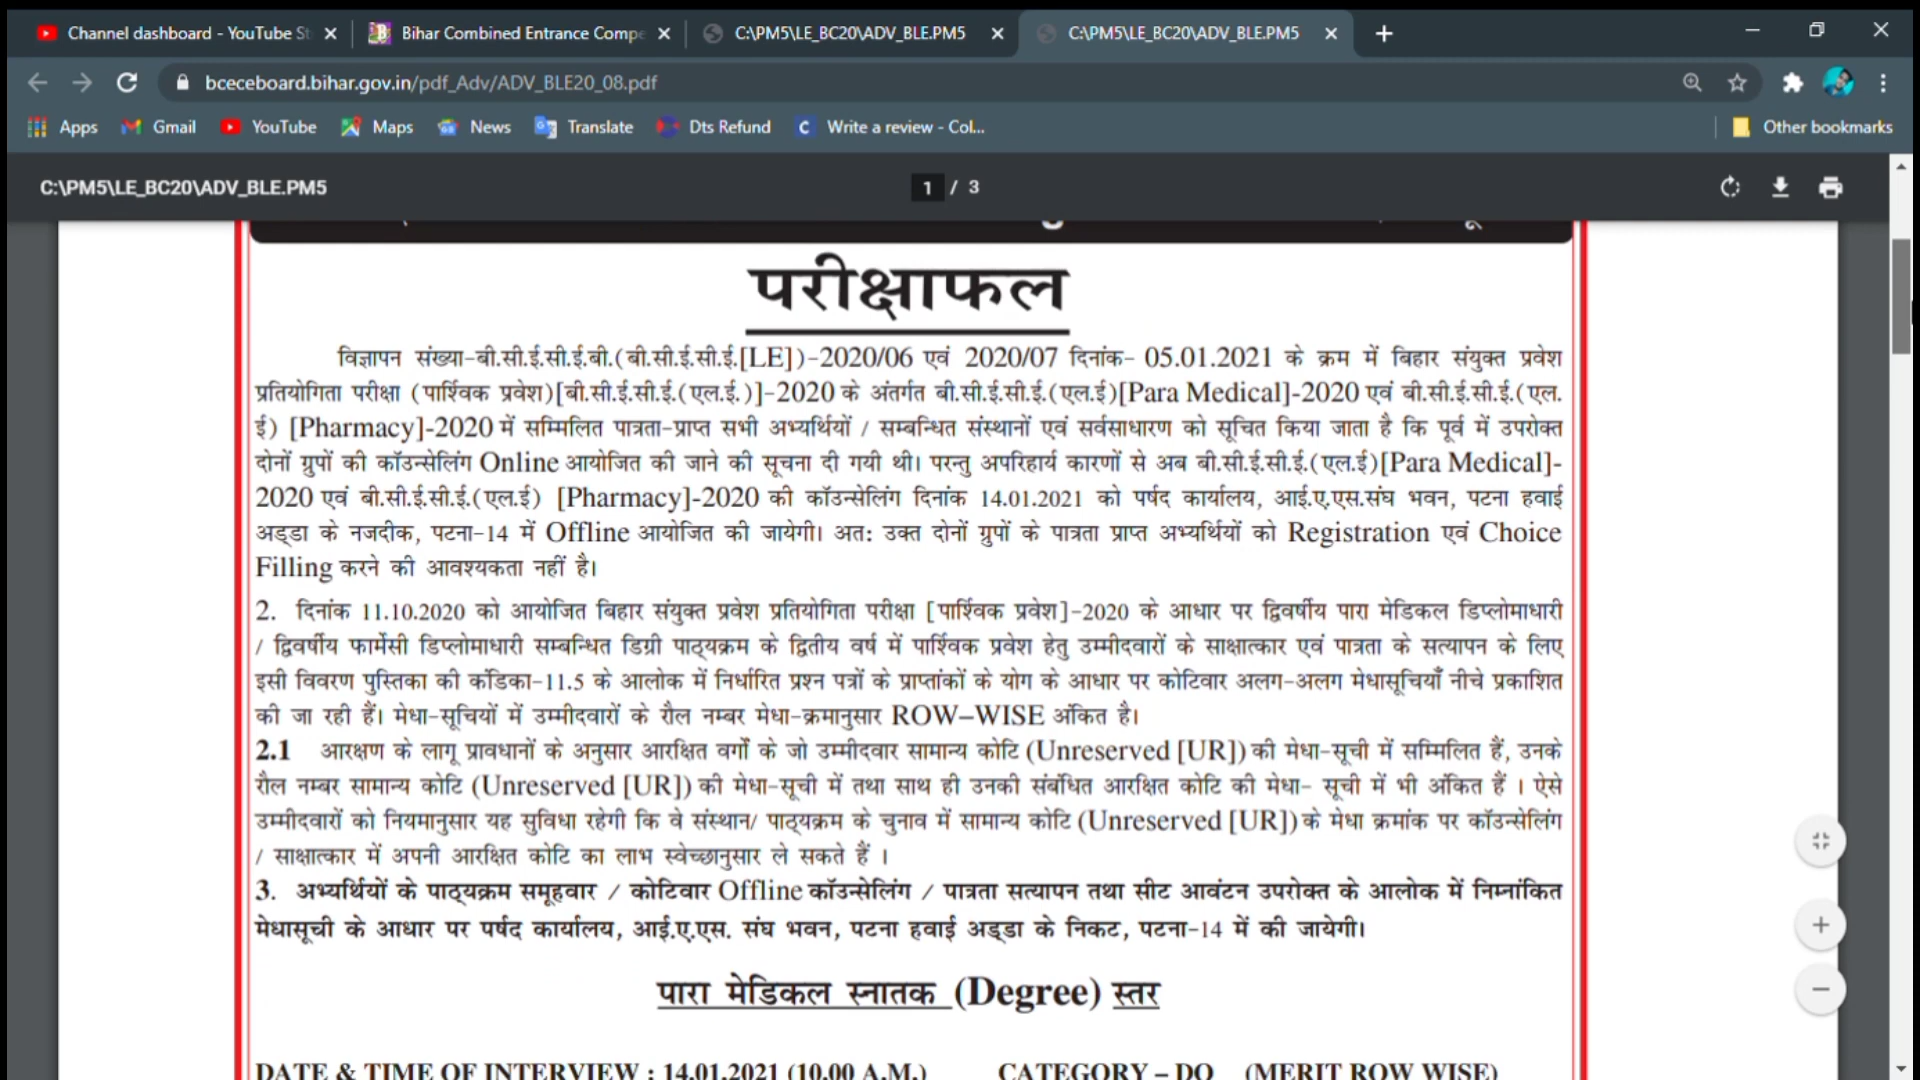 Channel dashboard - YouTube St
Bihar Combined Entrance Compe
C:\PM5\LE_BC20\ADV_BLE.PM5
C:\PM5\LE_BC20\ADV_BLE.PM5
bceceboard.bihar.gov.in/pdf_Adv/ADV_BLE20_08.pdf
Apps Gmail YouTube Maps News Translate Dts Refund Write a review - Col... Other bookmarks
C:\PM5\LE_BC20\ADV_BLE.PM5 1 / 3
परीक्षाफल
विज्ञापन संख्या-बी.सी.ई.सी.ई.बी.(बी.सी.ई.सी.ई.[LE])-2020/06 एवं 2020/07 दिनांक- 05.01.2021 के क्रम में बिहार संयुक्त प्रवेश
प्रतियोगिता परीक्षा (पार्श्विक प्रवेश)[बी.सी.ई.सी.ई.(एल.ई.)]-2020 के अंतर्गत बी.सी.ई.सी.ई.(एल.ई)[Para Medical]-2020 एवं बी.सी.ई.सी.ई.(एल.
ई) [Pharmacy]-2020 में सम्मिलित पात्रता-प्राप्त सभी अभ्यर्थियों / सम्बन्धित संस्थानों एवं सर्वसाधारण को सूचित किया जाता है कि पूर्व में उपरोक्त
दोनों ग्रुपों की कॉउन्सेलिंग Online आयोजित की जाने की सूचना दी गयी थी। परन्तु अपरिहार्य कारणों से अब बी.सी.ई.सी.ई.(एल.ई)[Para Medical]-
2020 एवं बी.सी.ई.सी.ई.(एल.ई) [Pharmacy]-2020 की कॉउन्सेलिंग दिनांक 14.01.2021 को पर्षद कार्यालय, आई.ए.एस.संघ भवन, पटना हवाई
अड्डा के नजदीक, पटना-14 में Offline आयोजित की जायेगी। अत: उक्त दोनों ग्रुपों के पात्रता प्राप्त अभ्यर्थियों को Registration एवं Choice
Filling करने की आवश्यकता नहीं है।
2. दिनांक 11.10.2020 को आयोजित बिहार संयुक्त प्रवेश प्रतियोगिता परीक्षा [पार्श्विक प्रवेश]-2020 के आधार पर द्विवर्षीय पारा मेडिकल डिप्लोमाधारी
/ द्विवर्षीय फार्मेसी डिप्लोमाधारी सम्बन्धित डिग्री पाठ्यक्रम के द्वितीय वर्ष में पार्श्विक प्रवेश हेतु उम्मीदवारों के साक्षात्कार एवं पात्रता के सत्यापन के लिए
इसी विवरण पुस्तिका की कंडिका-11.5 के आलोक में निर्धारित प्रश्न पत्रों के प्राप्तांकों के योग के आधार पर कोटिवार अलग-अलग मेधासूचियाँ नीचे प्रकाशित
की जा रही हैं। मेधा-सूचियों में उम्मीदवारों के रौल नम्बर मेधा-क्रमानुसार ROW–WISE अंकित है।
2.1 आरक्षण के लागू प्रावधानों के अनुसार आरक्षित वर्गों के जो उम्मीदवार सामान्य कोटि (Unreserved [UR]) की मेधा-सूची में सम्मिलित हैं, उनके
रौल नम्बर सामान्य कोटि (Unreserved [UR]) की मेधा-सूची में तथा साथ ही उनकी संबंधित आरक्षित कोटि की मेधा- सूची में भी अंकित हैं । ऐसे
उम्मीदवारों को नियमानुसार यह सुविधा रहेगी कि वे संस्थान/ पाठ्यक्रम के चुनाव में सामान्य कोटि (Unreserved [UR]) के मेधा क्रमांक पर कॉउन्सेलिंग
/ साक्षात्कार में अपनी आरक्षित कोटि का लाभ स्वेच्छानुसार ले सकते हैं ।
3. अभ्यर्थियों के पाठ्यक्रम समूहवार / कोटिवार Offline कॉउन्सेलिंग / पात्रता सत्यापन तथा सीट आवंटन उपरोक्त के आलोक में निम्नांकित
मेधासूची के आधार पर पर्षद कार्यालय, आई.ए.एस. संघ भवन, पटना हवाई अड्डा के निकट, पटना-14 में की जायेगी।
पारा मेडिकल स्नातक (Degree) स्तर
DATE & TIME OF INTERVIEW : 14.01.2021 (10.00 A.M.) CATEGORY – DQ (MERIT ROW WISE)